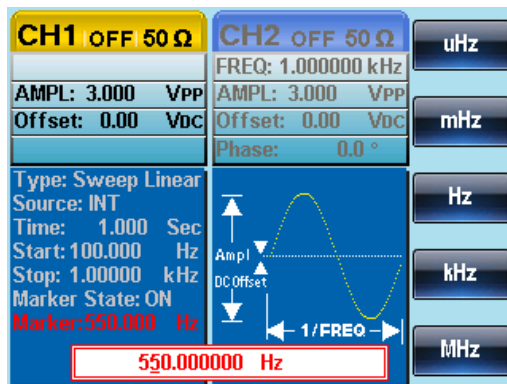 CH1 OFF 50 Ω
CH2 OFF 50 Ω
FREQ: 1.000000 kHz
AMPL: 3.000 VPP
AMPL: 3.000 VPP
Offset: 0.00 VDC
Offset: 0.00 VDC
Phase: 0.0 °
Type: Sweep Linear
Source: INT
Time: 1.000 Sec
Start: 100.000 Hz
Stop: 1.00000 kHz
Marker State: ON
Marker: 550.000 Hz
Ampl
DC Offset
1/FREQ
550.000000 Hz
uHz
mHz
Hz
kHz
MHz